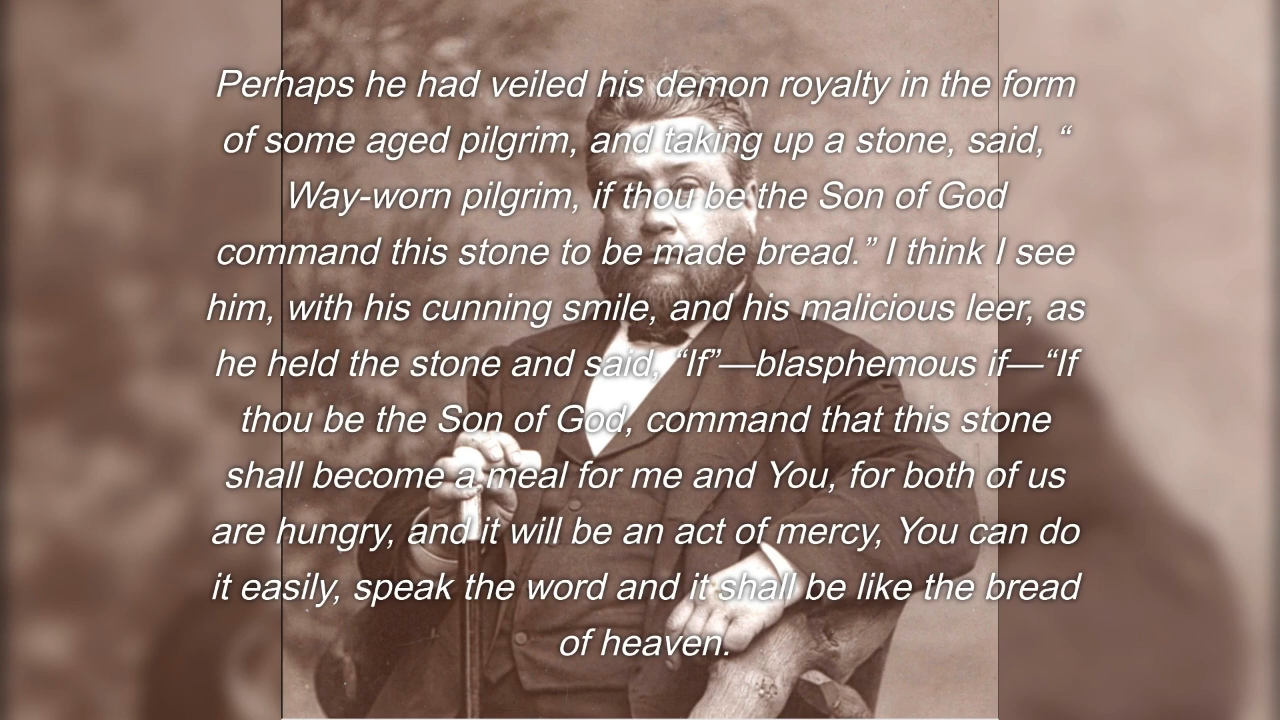 Perhaps he had veiled his demon royalty in the form
of some aged pilgrim, and taking up a stone, said, “
Way-worn pilgrim, if thou be the Son of God
command this stone to be made bread.” I think I see
him, with his cunning smile, and his malicious leer, as
he held the stone and said, “If”—blasphemous if—“If
thou be the Son of God, command that this stone
shall become a meal for me and You, for both of us
are hungry, and it will be an act of mercy, You can do
it easily, speak the word and it shall be like the bread
of heaven.